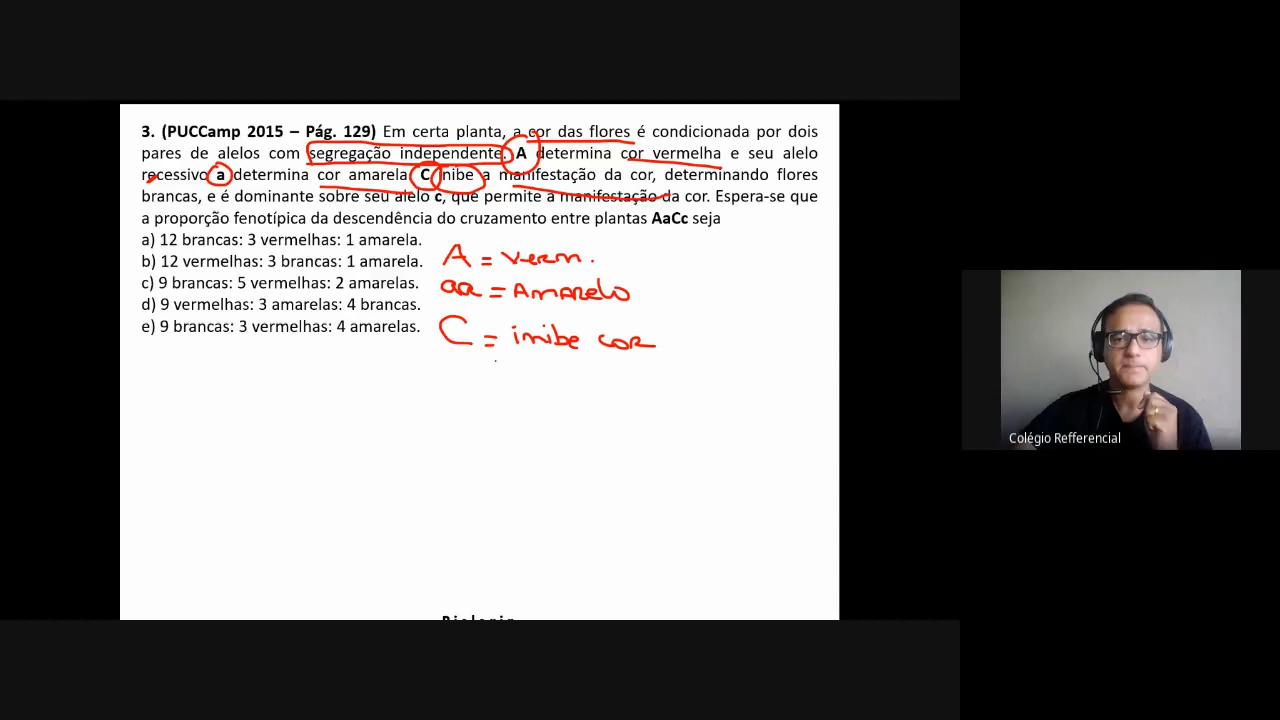 3. (PUCCamp 2015 – Pág. 129) Em certa planta, a cor das flores é condicionada por dois
pares de alelos com segregação independente. A determina cor vermelha e seu alelo
recessivo a determina cor amarela. C inibe a manifestação da cor, determinando flores
brancas, e é dominante sobre seu alelo c, que permite a manifestação da cor. Espera-se que
a proporção fenotípica da descendência do cruzamento entre plantas AaCc seja
a) 12 brancas: 3 vermelhas: 1 amarela.
b) 12 vermelhas: 3 brancas: 1 amarela.
c) 9 brancas: 5 vermelhas: 2 amarelas.
d) 9 vermelhas: 3 amarelas: 4 brancas.
e) 9 brancas: 3 vermelhas: 4 amarelas.
A = verm.
aa = Amarelo
C = inibe cor
Colégio Refferencial